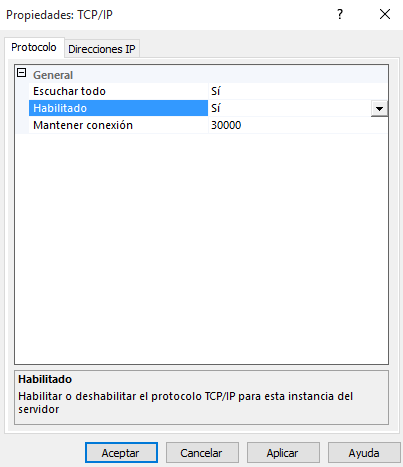 Propiedades: TCP/IP
?
Protocolo
Direcciones IP
General
Escuchar todo Sí
Habilitado Sí
Mantener conexión 30000
Habilitado
Habilitar o deshabilitar el protocolo TCP/IP para esta instancia del
servidor
Aceptar
Cancelar
Aplicar
Ayuda